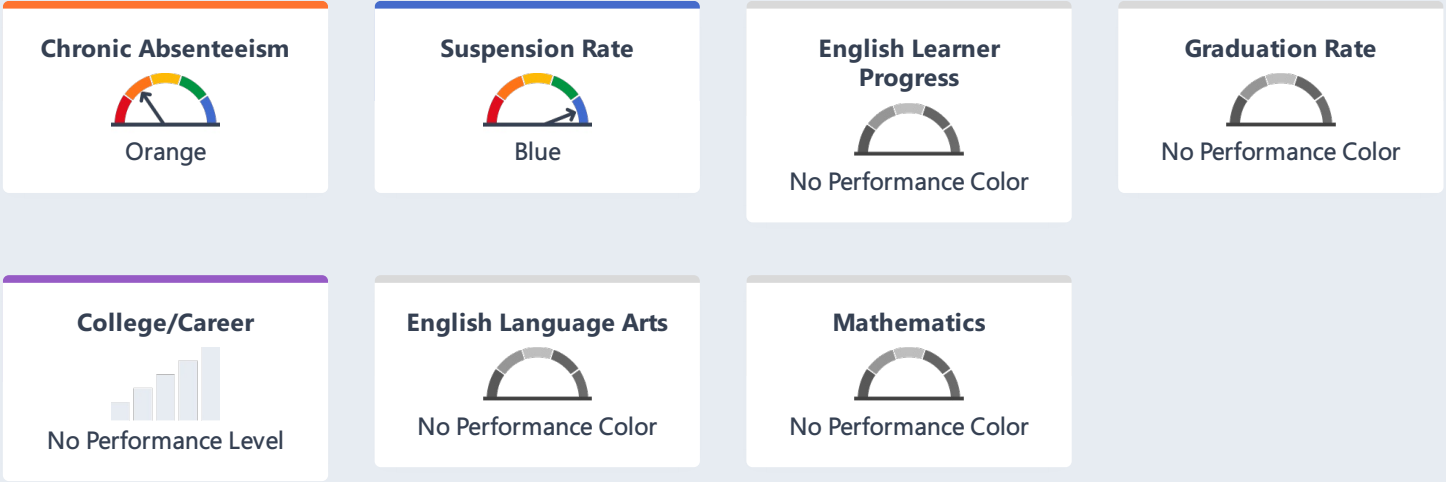 Chronic Absenteeism
Orange
Suspension Rate
Blue
English Learner
Progress
No Performance Color
Graduation Rate
No Performance Color
College/Career
No Performance Level
English Language Arts
No Performance Color
Mathematics
No Performance Color